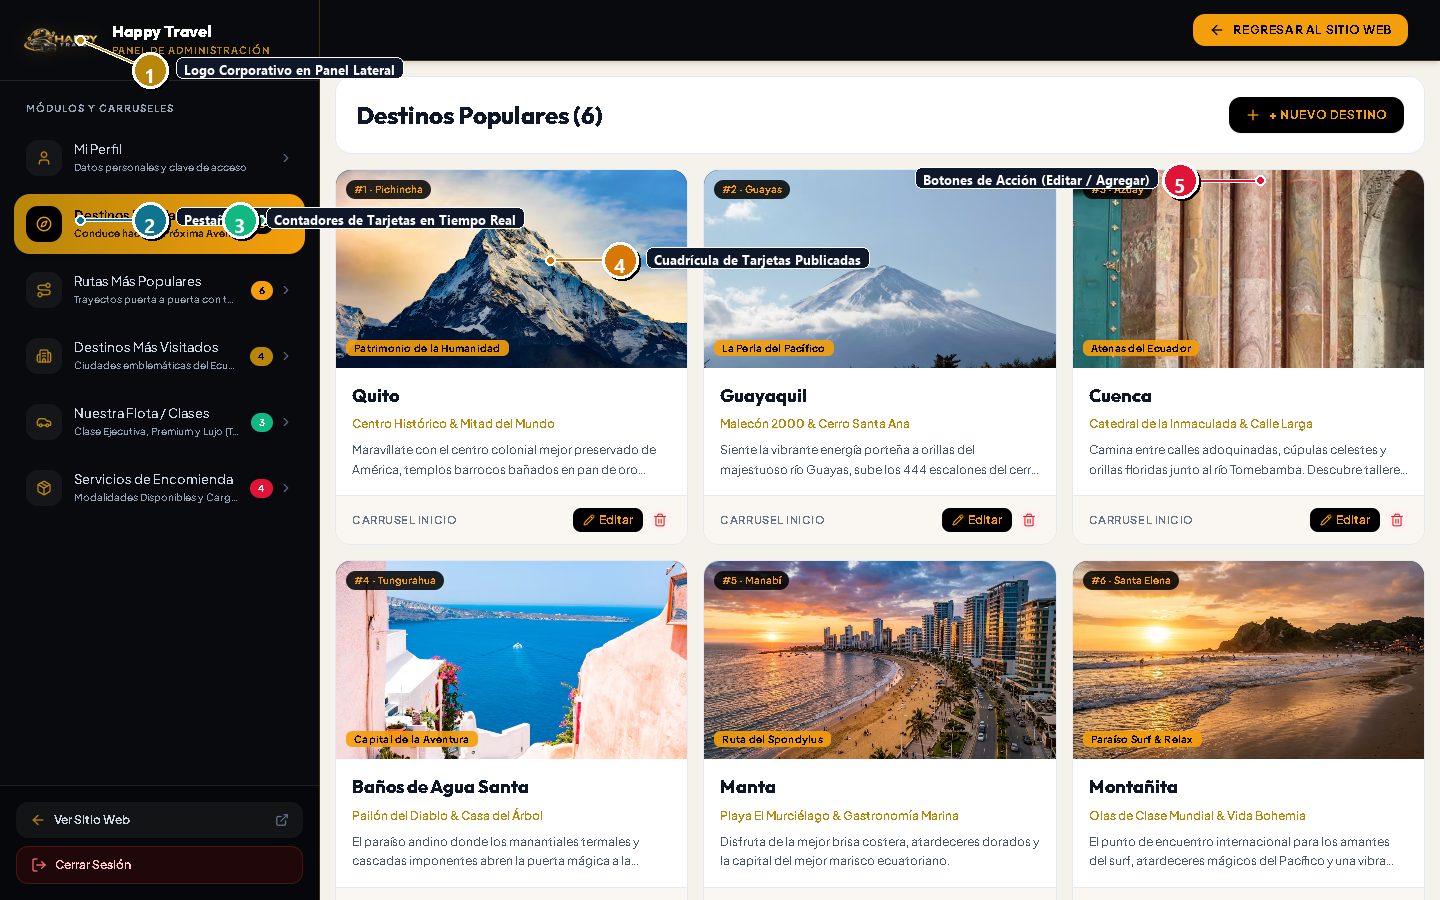 HAPPY
Happy Travel
PANEL DE ADMINISTRACIÓN
1
Logo Corporativo en Panel Lateral
← REGRESAR AL SITIO WEB
MÓDULOS Y CARRUSELES
Mi Perfil
Datos personales y clave de acceso
Destinos
Conduce
2
3
Contadores de Tarjetas en Tiempo Real
Rutas Más Populares
Trayectos puerta a puerta con t...
6
Destinos Más Visitados
Ciudades emblemáticas del Ecu...
4
Nuestra Flota / Clases
Clase Ejecutiva, Premium y Lujo (T...
3
Servicios de Encomienda
Modalidades Disponibles y Carg...
4
← Ver Sitio Web
Cerrar Sesión
Destinos Populares (6)
+ + NUEVO DESTINO
Botones de Acción (Editar / Agregar)
5
4
Cuadrícula de Tarjetas Publicadas
#1 - Pichincha
Patrimonio de la Humanidad
Quito
Centro Histórico & Mitad del Mundo
Maravíllate con el centro colonial mejor preservado de
América, templos barrocos bañados en pan de oro...
CARRUSEL INICIO
Editar
#2 - Guayas
La Perla del Pacífico
Guayaquil
Malecón 2000 & Cerro Santa Ana
Siente la vibrante energía porteña a orillas del
majestuoso río Guayas, sube los 444 escalones del cerr...
CARRUSEL INICIO
Editar
#3 - Azuay
Atenas del Ecuador
Cuenca
Catedral de la Inmaculada & Calle Larga
Camina entre calles adoquinadas, cúpulas celestes y
orillas floridas junto al río Tomebamba. Descubre tallere...
CARRUSEL INICIO
Editar
#4 - Tungurahua
Capital de la Aventura
Baños de Agua Santa
Pailón del Diablo & Casa del Árbol
El paraíso andino donde los manantiales termales y
cascadas imponentes abren la puerta mágica a la...
#5 - Manabí
Ruta del Spondylus
Manta
Playa El Murciélago & Gastronomía Marina
Disfruta de la mejor brisa costera, atardeceres dorados y
la capital del mejor marisco ecuatoriano.
#6 - Santa Elena
Paraíso Surf & Relax
Montañita
Olas de Clase Mundial & Vida Bohemia
El punto de encuentro internacional para los amantes
del surf, atardeceres mágicos del Pacífico y una vibra...